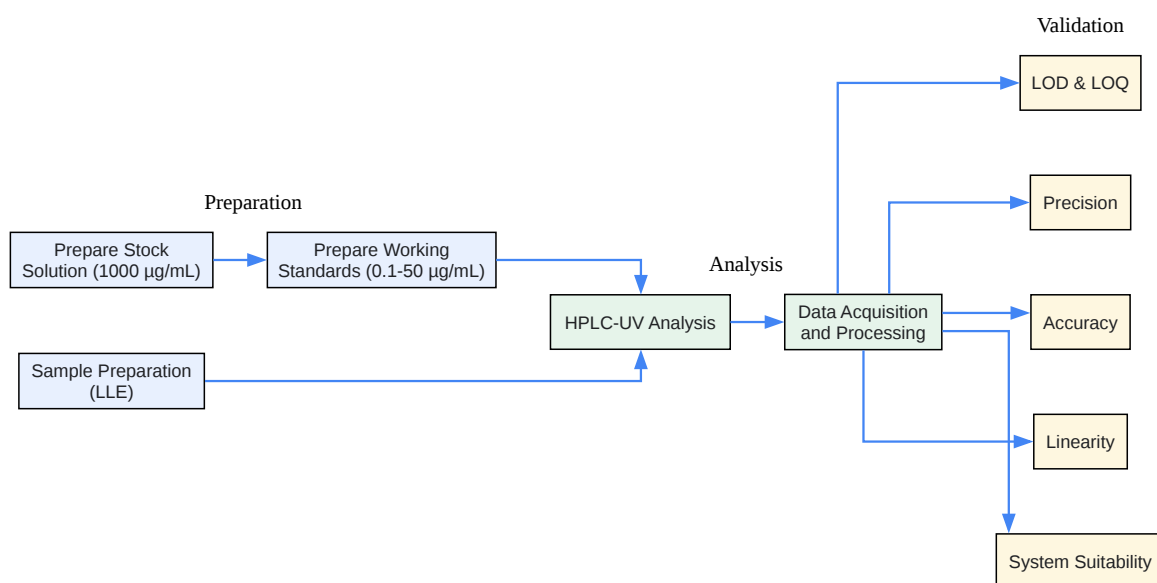 Validation
LOD & LOQ
Precision
Preparation
Prepare Stock
Solution (1000 µg/mL)
Prepare Working
Standards (0.1-50 µg/mL)
Analysis
HPLC-UV Analysis
Data Acquisition
and Processing
Accuracy
Sample Preparation
(LLE)
Linearity
System Suitability